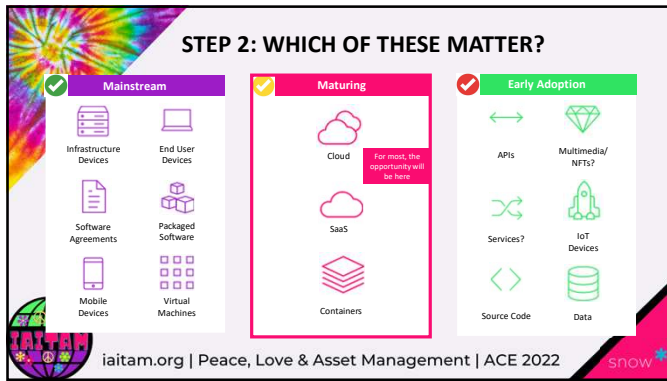 STEP 2: WHICH OF THESE MATTER?
Mainstream
Infrastructure
Devices
End User
Devices
Software
Agreements
Packaged
Software
Mobile
Devices
Virtual
Machines
Maturing
Cloud
For most, the
opportunity will
be here
SaaS
Containers
Early Adoption
APIs
Multimedia/
NFTs?
Services?
IoT
Devices
Source Code
Data
IAITAM
iaitam.org | Peace, Love & Asset Management | ACE 2022
snow